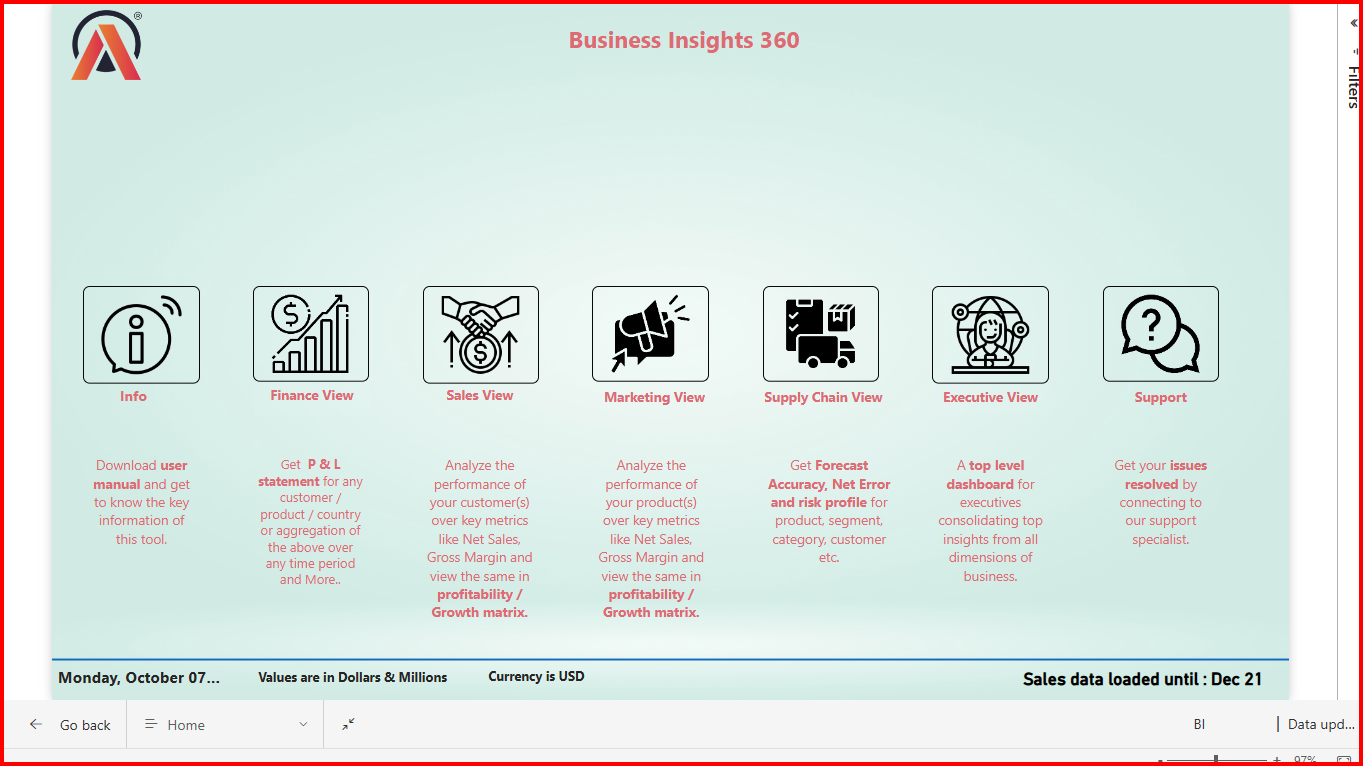 ®
Business Insights 360
Filters
Info
Finance View
Sales View
Marketing View
Supply Chain View
Executive View
Support
Download user
manual and get
to know the key
information of
this tool.
Get P & L
statement for any
customer /
product / country
or aggregation of
the above over
any time period
and More..
Analyze the
performance of
your customer(s)
over key metrics
like Net Sales,
Gross Margin and
view the same in
profitability /
Growth matrix.
Analyze the
performance of
your product(s)
over key metrics
like Net Sales,
Gross Margin and
view the same in
profitability /
Growth matrix.
Get Forecast
Accuracy, Net Error
and risk profile for
product, segment,
category, customer
etc.
A top level
dashboard for
executives
consolidating top
insights from all
dimensions of
business.
Get your issues
resolved by
connecting to
our support
specialist.
Monday, October 07...
Values are in Dollars & Millions
Currency is USD
Sales data loaded until : Dec 21
Go back
Home
BI
Data upd...
- + 97%